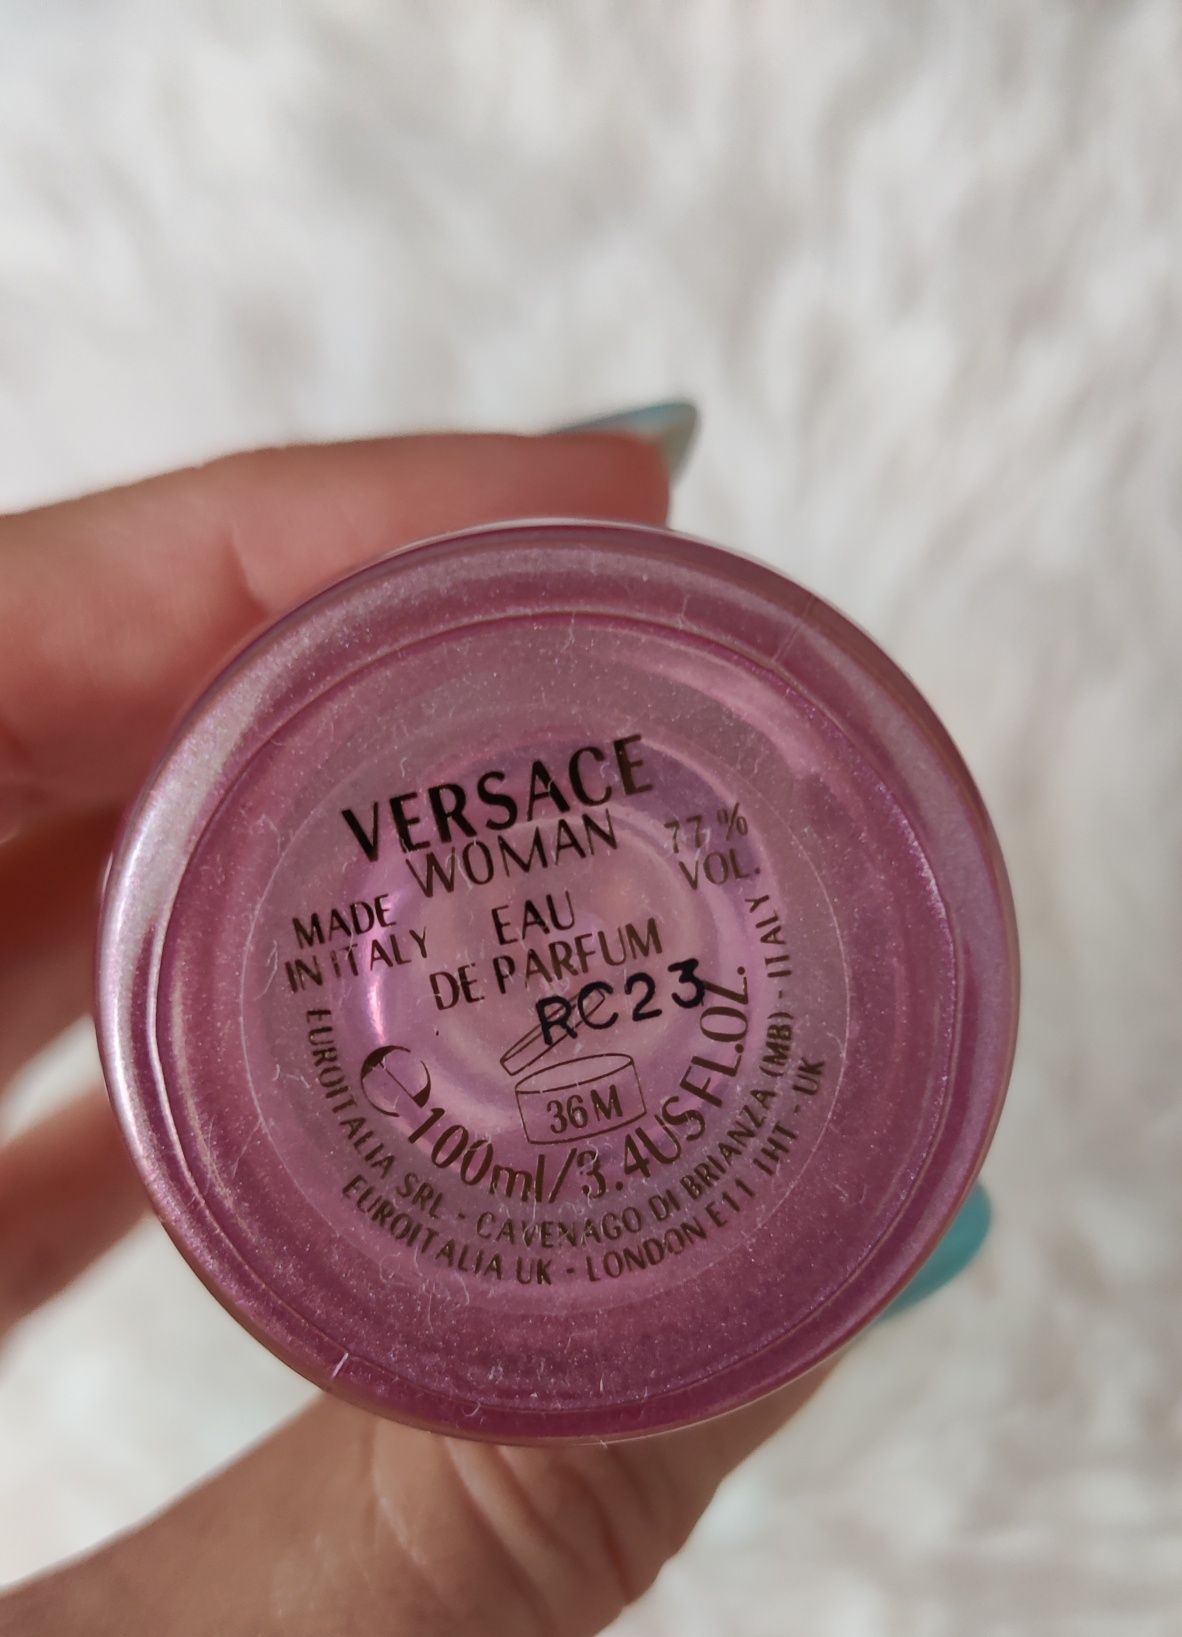 VERSACE
WOMAN
77 %
VOL.
MADE
IN ITALY
EAU
DE PARFUM
RC23
36M
e 100ml/3.4US FL.OZ.
EUROITALIA SRL - CAVENAGO DI BRIANZA (MB) - ITALY
EUROITALIA UK - LONDON E11 1HT - UK